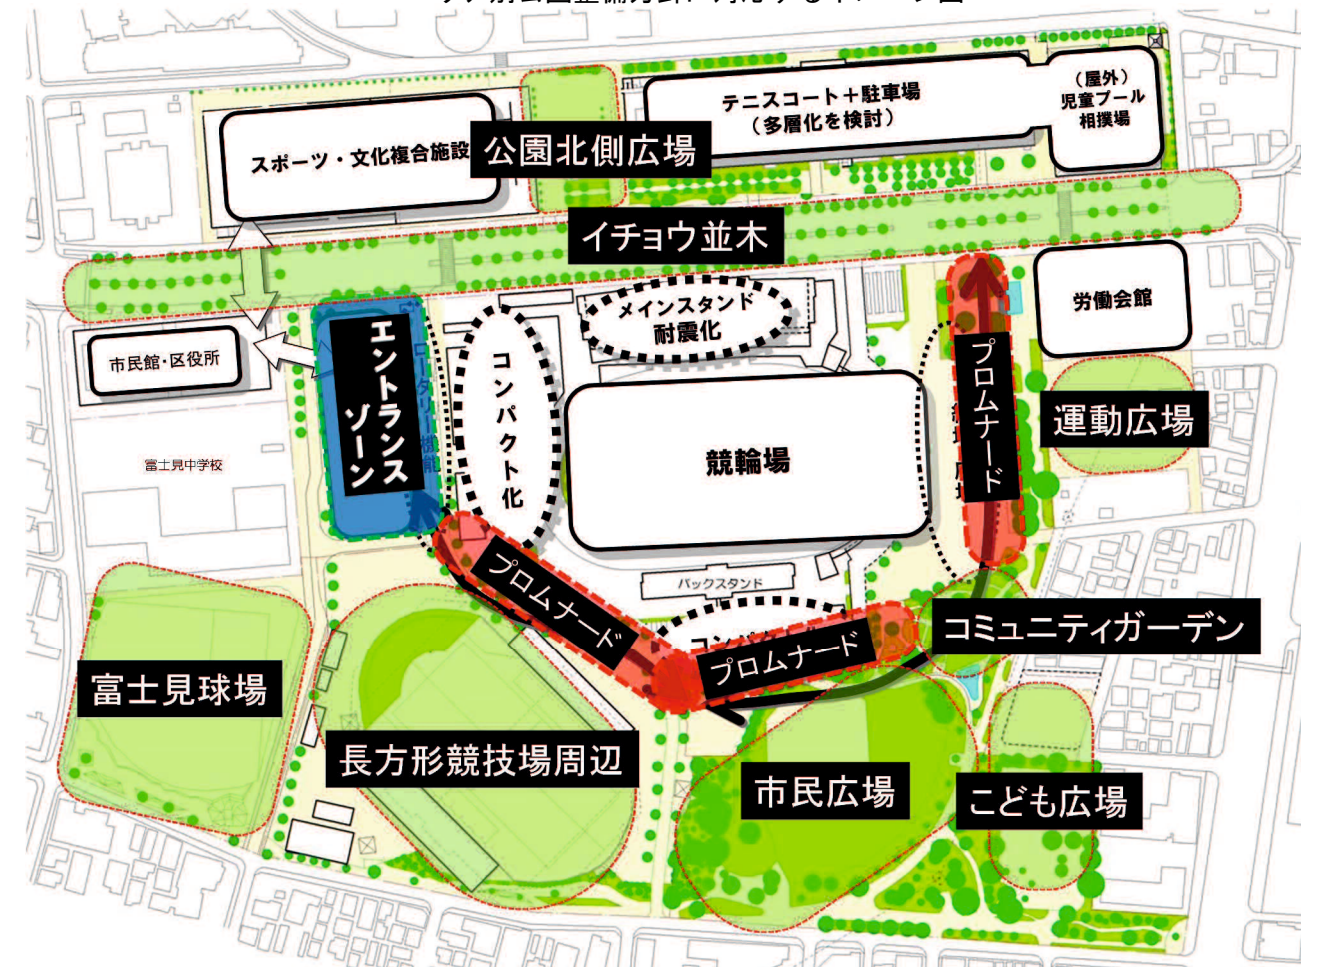 テニスコート＋駐車場
（多層化を検討）
（屋外）
児童プール
相撲場
スポーツ・文化複合施設
公園北側広場
イチョウ並木
メインスタンド
耐震化
労働会館
市民館・区役所
エントランス
ゾーン
ロータリー機能
コンパクト化
競輪場
プロムナード
運動広場
富士見中学校
バックスタンド
プロムナード
プロムナード
コミュニティガーデン
富士見球場
長方形競技場周辺
市民広場
こども広場